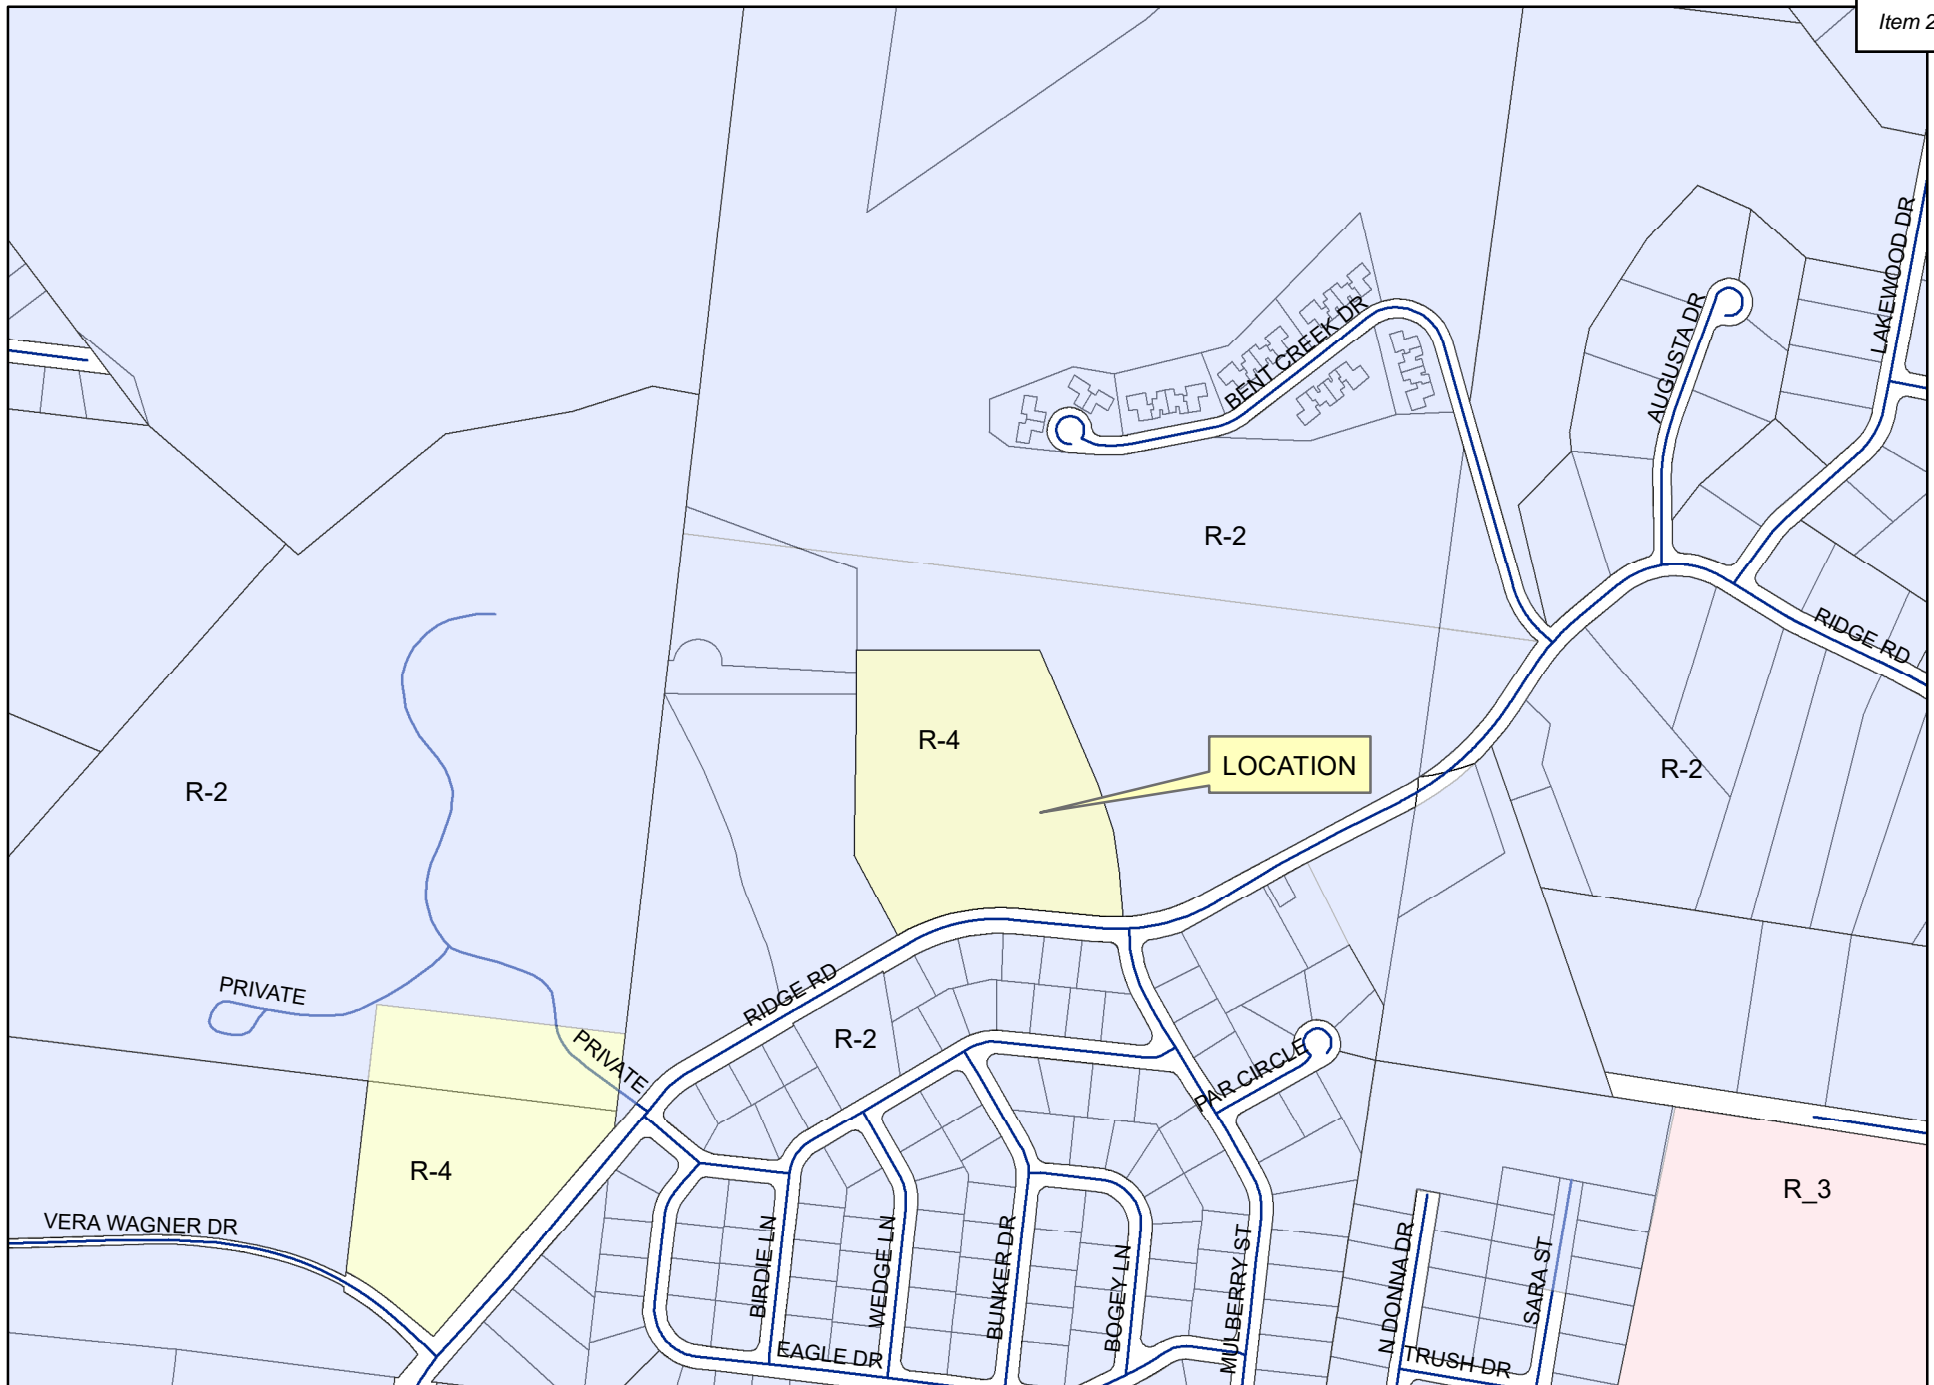 Item 2
LAKEWOOD DR
AUGUSTA DR
BENT CREEK DR
R-2
RIDGE RD
R-4
LOCATION
R-2
R-2
PRIVATE
RIDGE RD
R-2
PRIVATE
PAR CIRCLE
R-4
R_3
VERA WAGNER DR
BIRDIE LN
WEDGE LN
BUNKER DR
BOGEY LN
MULBERRY ST
N DONNA DR
SARA ST
EAGLE DR
TRUSH DR